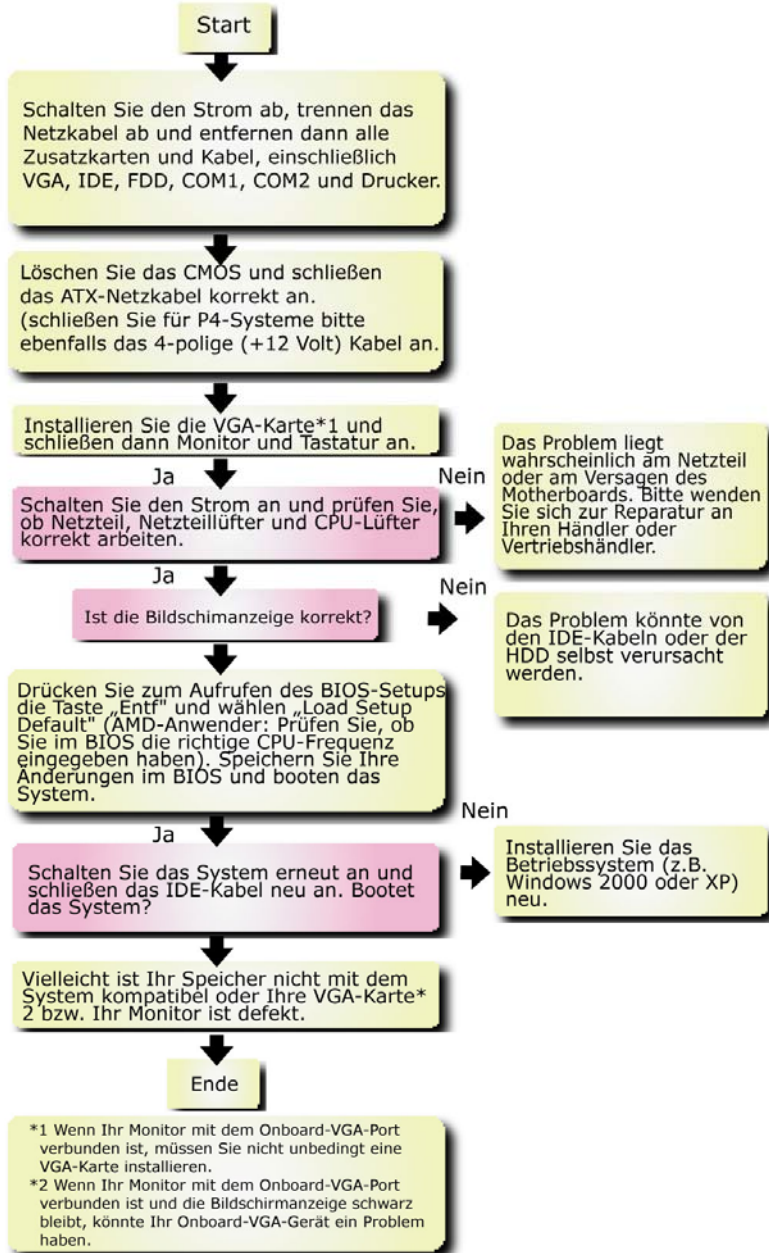 Start
Schalten Sie den Strom ab, trennen das
Netzkabel ab und entfernen dann alle
Zusatzkarten und Kabel, einschließlich
VGA, IDE, FDD, COM1, COM2 und Drucker.
Löschen Sie das CMOS und schließen
das ATX-Netzkabel korrekt an.
(schließen Sie für P4-Systeme bitte
ebenfalls das 4-polige (+12 Volt) Kabel an.
Installieren Sie die VGA-Karte*1 und
schließen dann Monitor und Tastatur an.
Ja
Nein
Schalten Sie den Strom an und prüfen Sie,
ob Netzteil, Netzteillüfter und CPU-Lüfter
korrekt arbeiten.
Das Problem liegt
wahrscheinlich am Netzteil
oder am Versagen des
Motherboards. Bitte wenden
Sie sich zur Reparatur an
Ihren Händler oder
Vertriebshändler.
Ja
Nein
Ist die Bildschimanzeige korrekt?
Das Problem könnte von
den IDE-Kabeln oder der
HDD selbst verursacht
werden.
Drücken Sie zum Aufrufen des BIOS-Setups
die Taste „Entf" und wählen „Load Setup
Default" (AMD-Anwender: Prüfen Sie, ob
Sie im BIOS die richtige CPU-Frequenz
eingegeben haben). Speichern Sie Ihre
Änderungen im BIOS und booten das
System.
Ja
Nein
Schalten Sie das System erneut an und
schließen das IDE-Kabel neu an. Bootet
das System?
Installieren Sie das
Betriebssystem (z.B.
Windows 2000 oder XP)
neu.
Vielleicht ist Ihr Speicher nicht mit dem
System kompatibel oder Ihre VGA-Karte*
2 bzw. Ihr Monitor ist defekt.
Ende
*1 Wenn Ihr Monitor mit dem Onboard-VGA-Port
verbunden ist, müssen Sie nicht unbedingt eine
VGA-Karte installieren.
*2 Wenn Ihr Monitor mit dem Onboard-VGA-Port
verbunden ist und die Bildschirmanzeige schwarz
bleibt, könnte Ihr Onboard-VGA-Gerät ein Problem
haben.